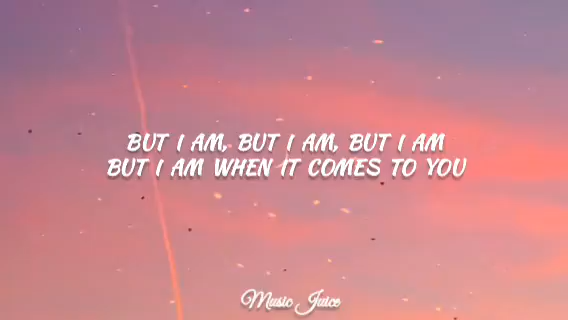 BUT I AM, BUT I AM, BUT I AM
BUT I AM WHEN IT COMES TO YOU
Music Juice